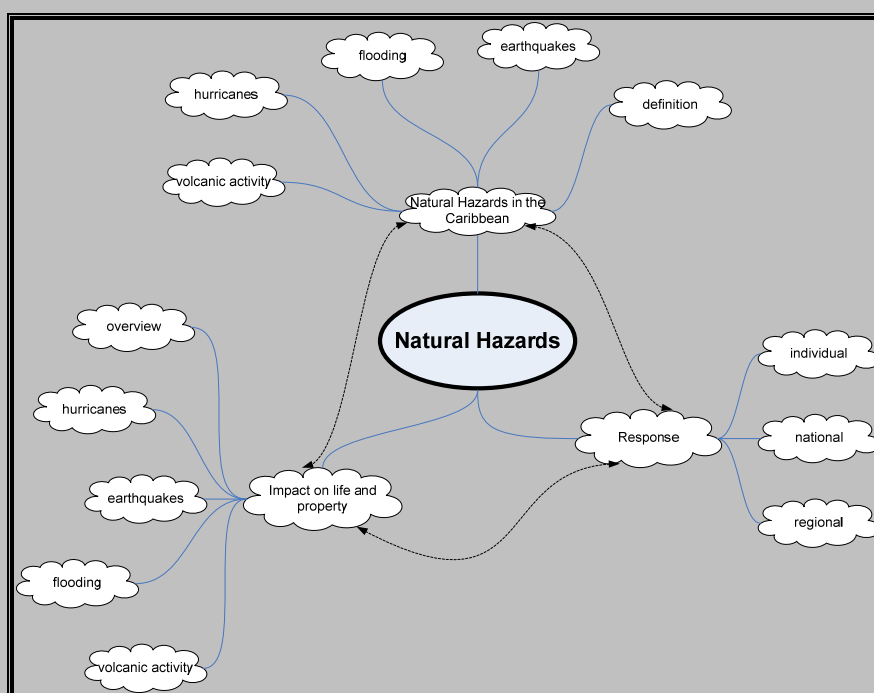 earthquakes
flooding
hurricanes
definition
volcanic activity
Natural Hazards in the
Caribbean
Natural Hazards
overview
individual
hurricanes
Response
national
Impact on life and
property
earthquakes
regional
flooding
volcanic activity